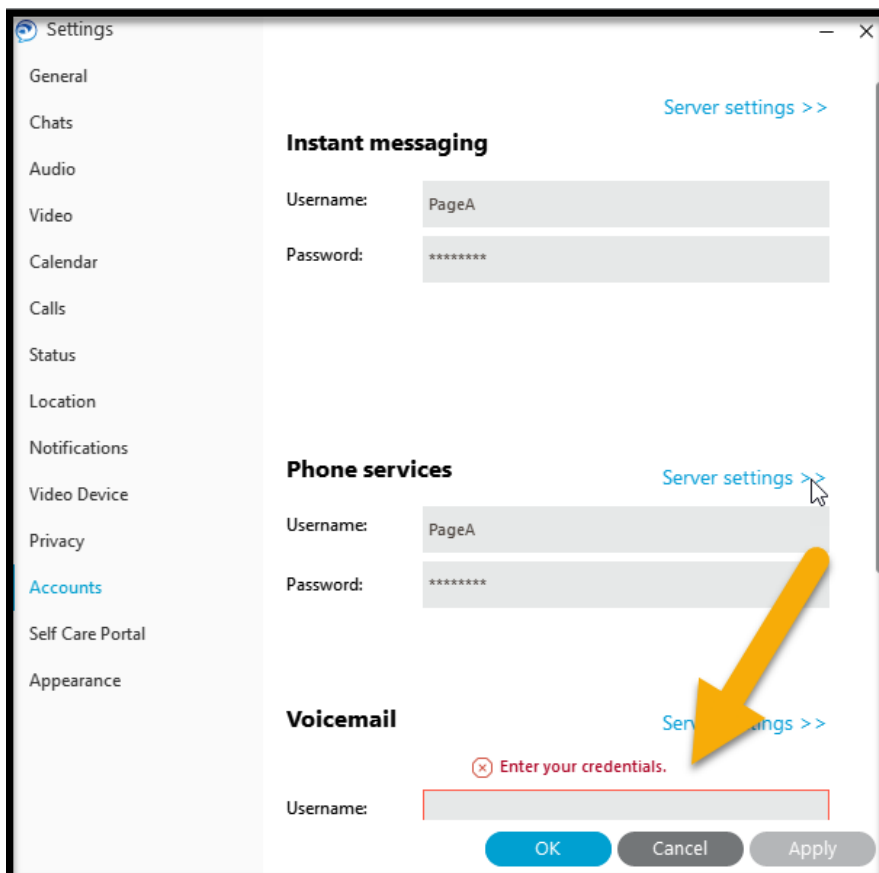 Settings
General
Chats
Audio
Video
Calendar
Calls
Status
Location
Notifications
Video Device
Privacy
Accounts
Self Care Portal
Appearance
Server settings >>
Instant messaging
Username: PageA
Password: ********
Phone services Server settings >>
Username: PageA
Password: ********
Voicemail Server settings >>
Enter your credentials.
Username:
OK Cancel Apply